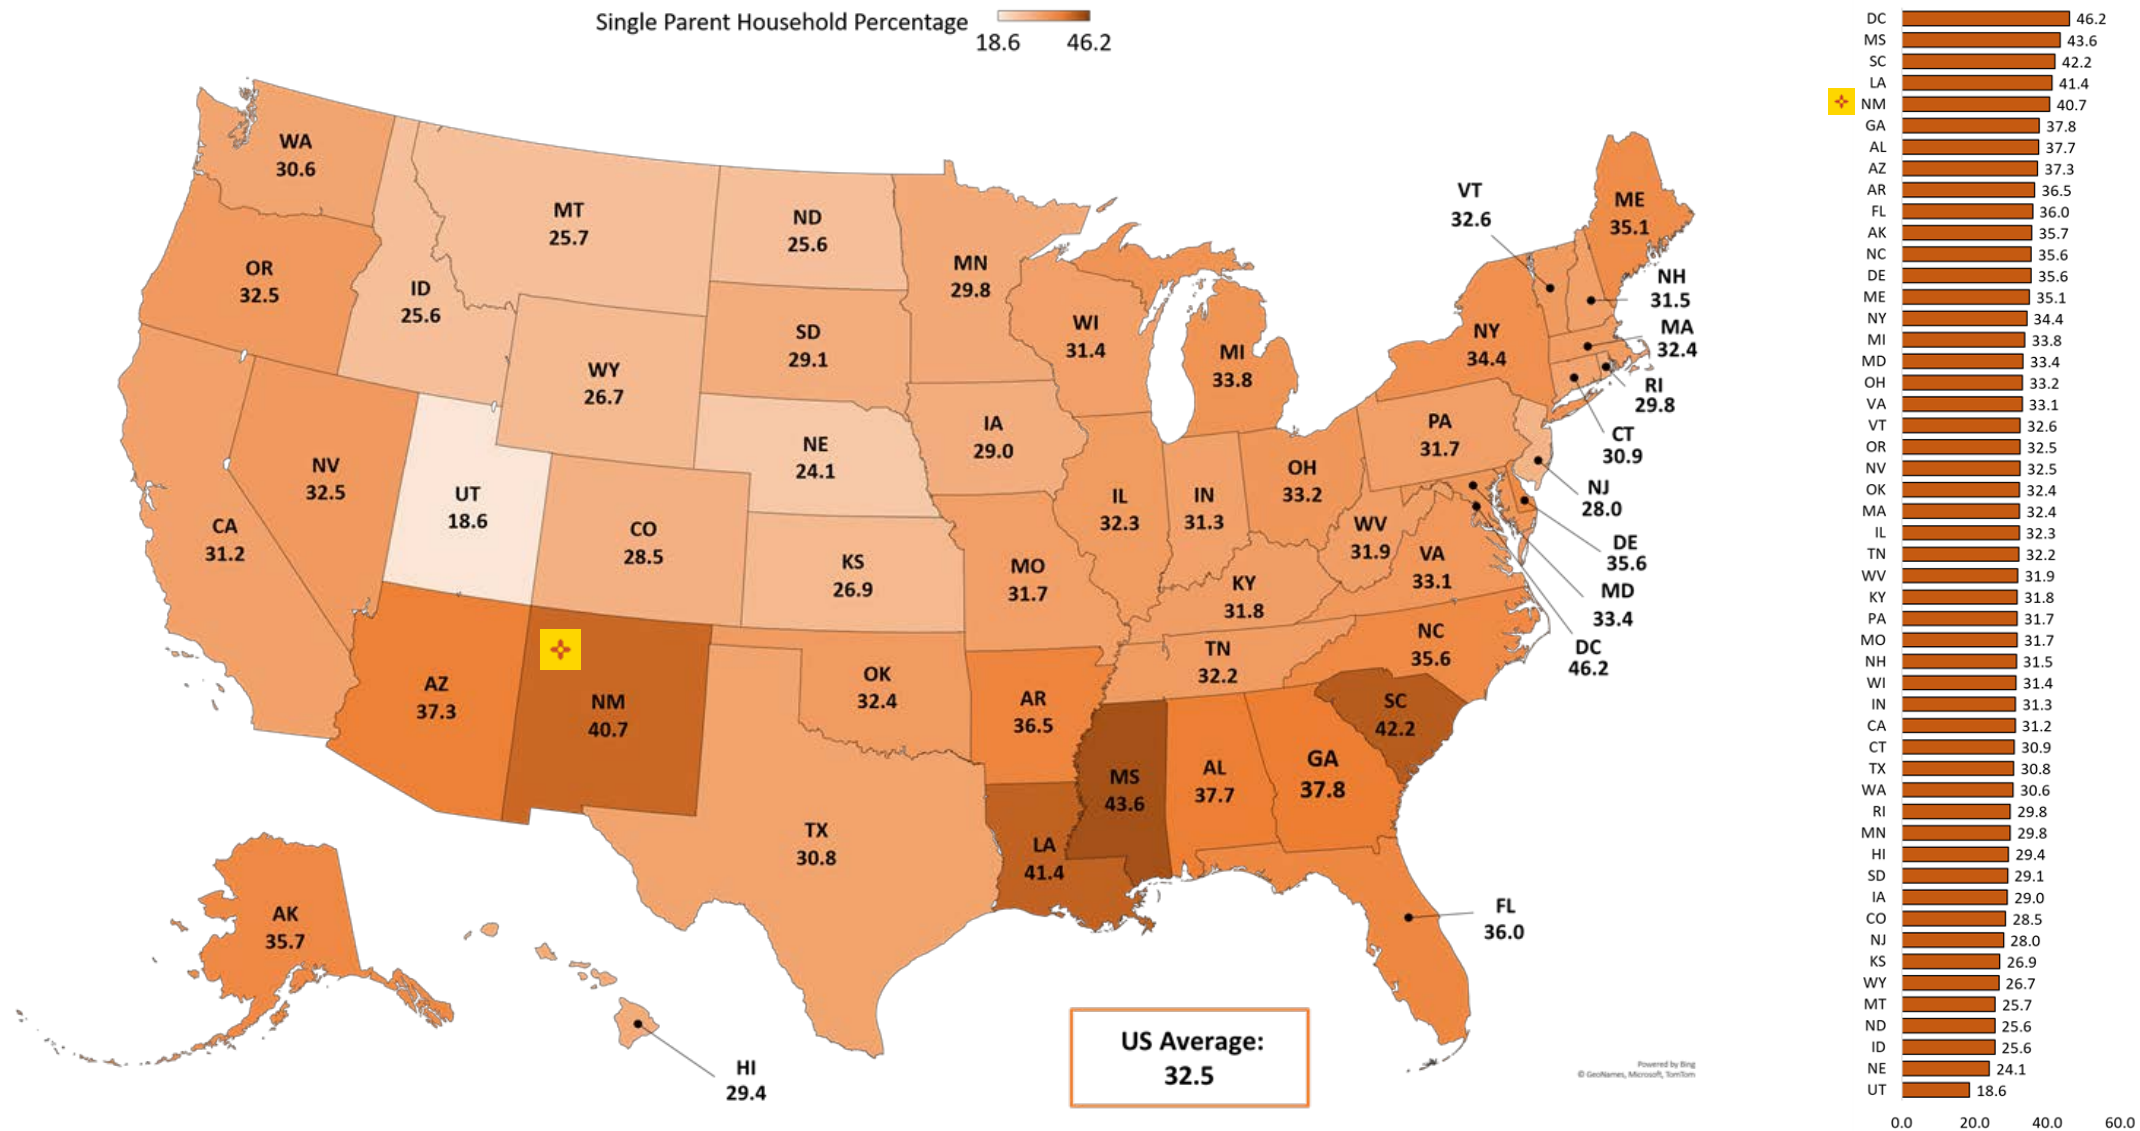 Single Parent Household Percentage
18.6 46.2
WA
30.6
OR
32.5
CA
31.2
NV
32.5
ID
25.6
MT
25.7
WY
26.7
UT
18.6
AZ
37.3
CO
28.5
NM
40.7
ND
25.6
SD
29.1
NE
24.1
KS
26.9
OK
32.4
TX
30.8
MN
29.8
IA
29.0
MO
31.7
AR
36.5
LA
41.4
WI
31.4
IL
32.3
MI
33.8
IN
31.3
OH
33.2
KY
31.8
TN
32.2
MS
43.6
AL
37.7
GA
37.8
SC
42.2
NC
35.6
VA
33.1
WV
31.9
PA
31.7
NY
34.4
VT
32.6
ME
35.1
NH
31.5
MA
32.4
RI
29.8
CT
30.9
NJ
28.0
DE
35.6
MD
33.4
DC
46.2
FL
36.0
AK
35.7
HI
29.4
US Average:
32.5
Powered by Bing
© GeoNames, Microsoft, TomTom
DC 46.2
MS 43.6
SC 42.2
LA 41.4
NM 40.7
GA 37.8
AL 37.7
AZ 37.3
AR 36.5
FL 36.0
AK 35.7
NC 35.6
DE 35.6
ME 35.1
NY 34.4
MI 33.8
MD 33.4
OH 33.2
VA 33.1
VT 32.6
OR 32.5
NV 32.5
OK 32.4
MA 32.4
IL 32.3
TN 32.2
WV 31.9
KY 31.8
PA 31.7
MO 31.7
NH 31.5
WI 31.4
IN 31.3
CA 31.2
CT 30.9
TX 30.8
WA 30.6
RI 29.8
MN 29.8
HI 29.4
SD 29.1
IA 29.0
CO 28.5
NJ 28.0
KS 26.9
WY 26.7
MT 25.7
ND 25.6
ID 25.6
NE 24.1
UT 18.6
0.0 20.0 40.0 60.0